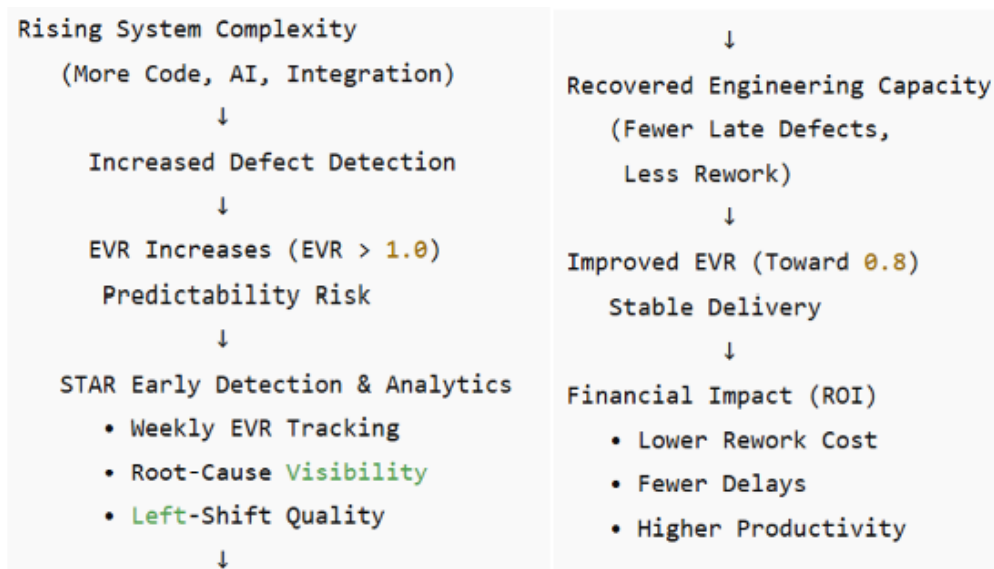 Rising System Complexity
(More Code, AI, Integration)
↓
Increased Defect Detection
↓
EVR Increases (EVR > 1.0)
Predictability Risk
↓
STAR Early Detection & Analytics
• Weekly EVR Tracking
• Root-Cause Visibility
• Left-Shift Quality
↓
↓
Recovered Engineering Capacity
(Fewer Late Defects,
Less Rework)
↓
Improved EVR (Toward 0.8)
Stable Delivery
↓
Financial Impact (ROI)
• Lower Rework Cost
• Fewer Delays
• Higher Productivity